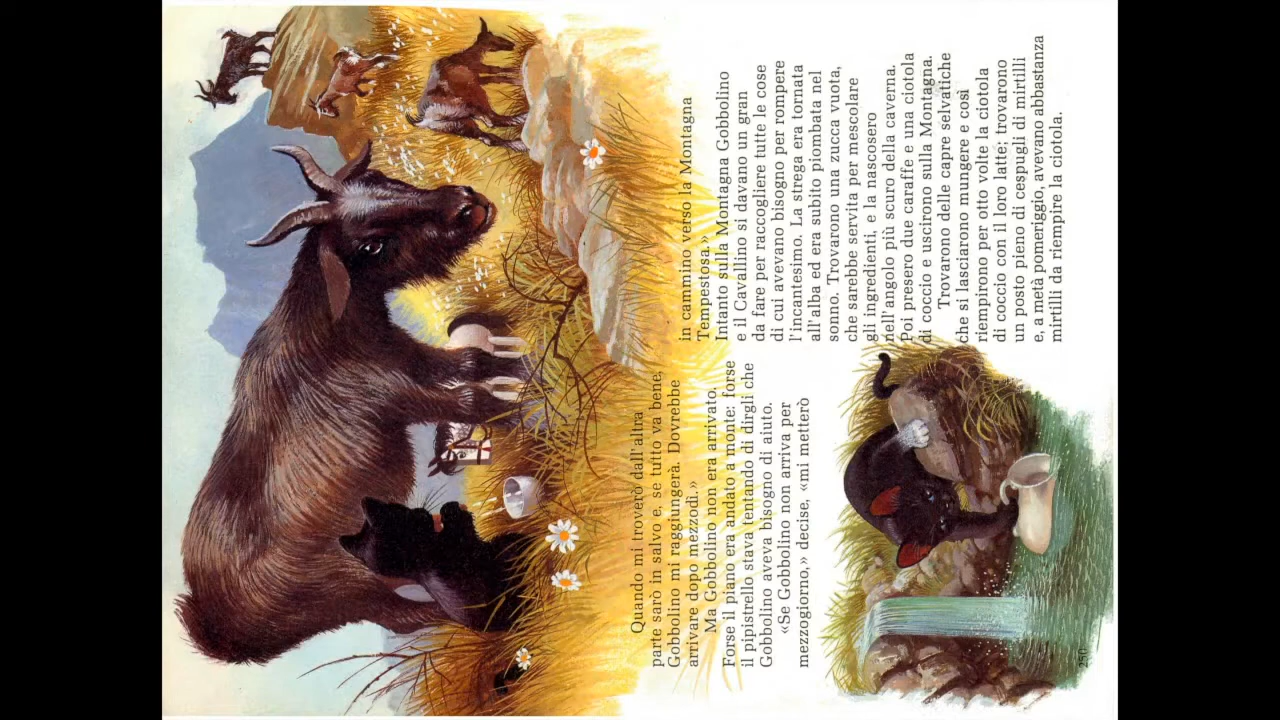 Quando mi troverò dall'altra
parte sarò in salvo e, se tutto va bene,
Gobbolino mi raggiungerà. Dovrebbe
arrivare dopo mezzodì.»
Ma Gobbolino non era arrivato.
Forse il piano era andato a monte: forse
il pipistrello stava tentando di dirgli che
Gobbolino aveva bisogno di aiuto.
«Se Gobbolino non arriva per
mezzogiorno,» decise, «mi metterò
in cammino verso la Montagna
Tempestosa.»
Intanto sulla Montagna Gobbolino
e il Cavallino si davano un gran
da fare per raccogliere tutte le cose
di cui avevano bisogno per rompere
l'incantesimo. La strega era tornata
all'alba ed era subito piombata nel
sonno. Trovarono una zucca vuota,
che sarebbe servita per mescolare
gli ingredienti, e la nascosero
nell'angolo più scuro della caverna.
Poi presero due caraffe e una ciotola
di coccio e uscirono sulla Montagna.
Trovarono delle capre selvatiche
che si lasciarono mungere e così
riempirono per otto volte la ciotola
di coccio con il loro latte; trovarono
un posto pieno di cespugli di mirtilli
e, a metà pomeriggio, avevano abbastanza
mirtilli da riempire la ciotola.
250